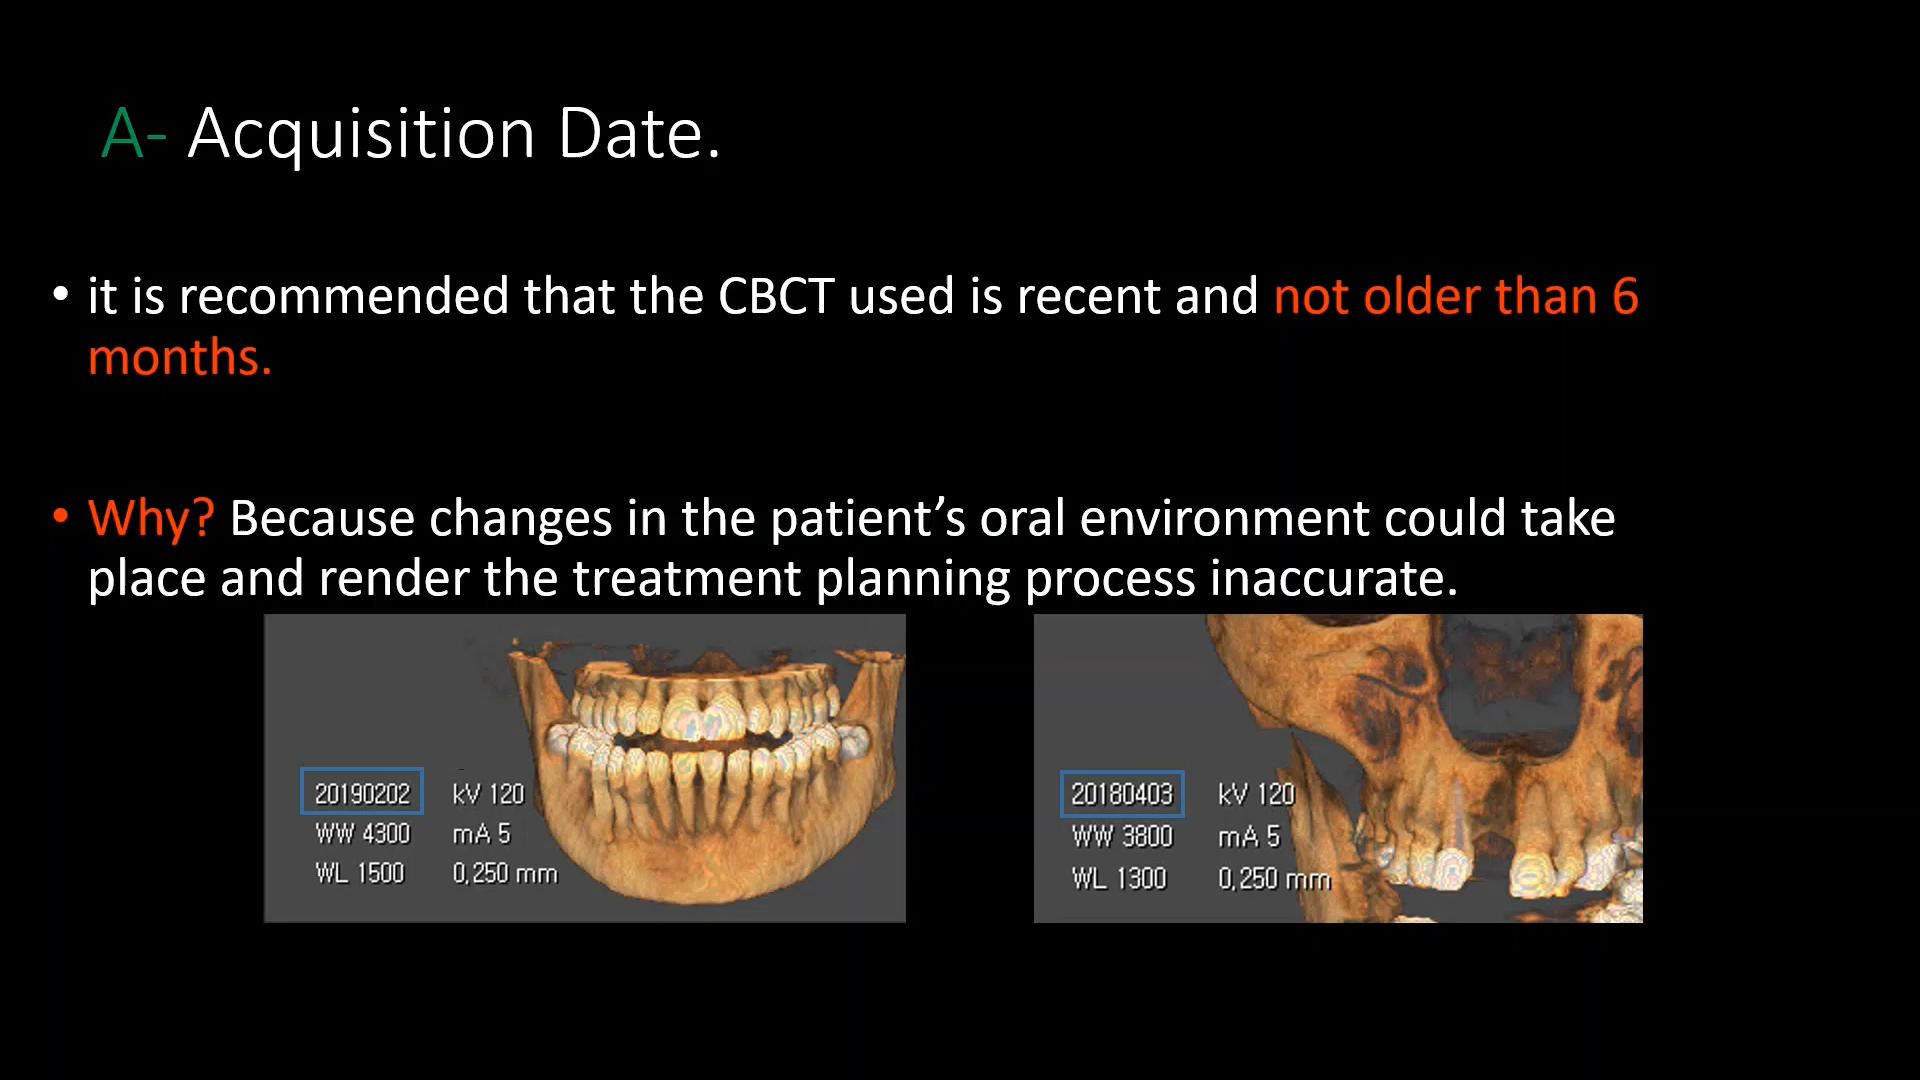 A- Acquisition Date.
• it is recommended that the CBCT used is recent and not older than 6
months.
• Why? Because changes in the patient’s oral environment could take
place and render the treatment planning process inaccurate.
20190202 kV 120
WW 4300 mA 5
WL 1500 0,250 mm
20180403 kV 120
WW 3800 mA 5
WL 1300 0,250 mm